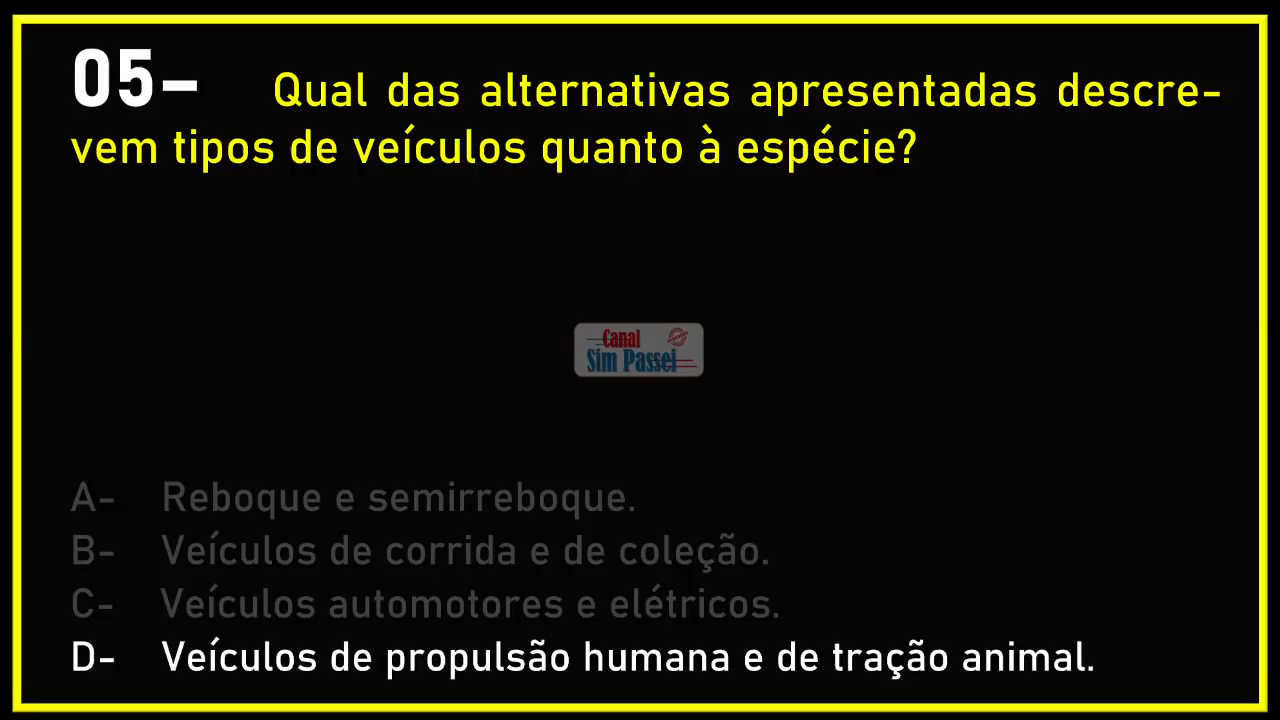 05- Qual das alternativas apresentadas descre-
vem tipos de veículos quanto à espécie?
Canal
Sim Passei
A- Reboque e semirreboque.
B- Veículos de corrida e de coleção.
C- Veículos automotores e elétricos.
D- Veículos de propulsão humana e de tração animal.